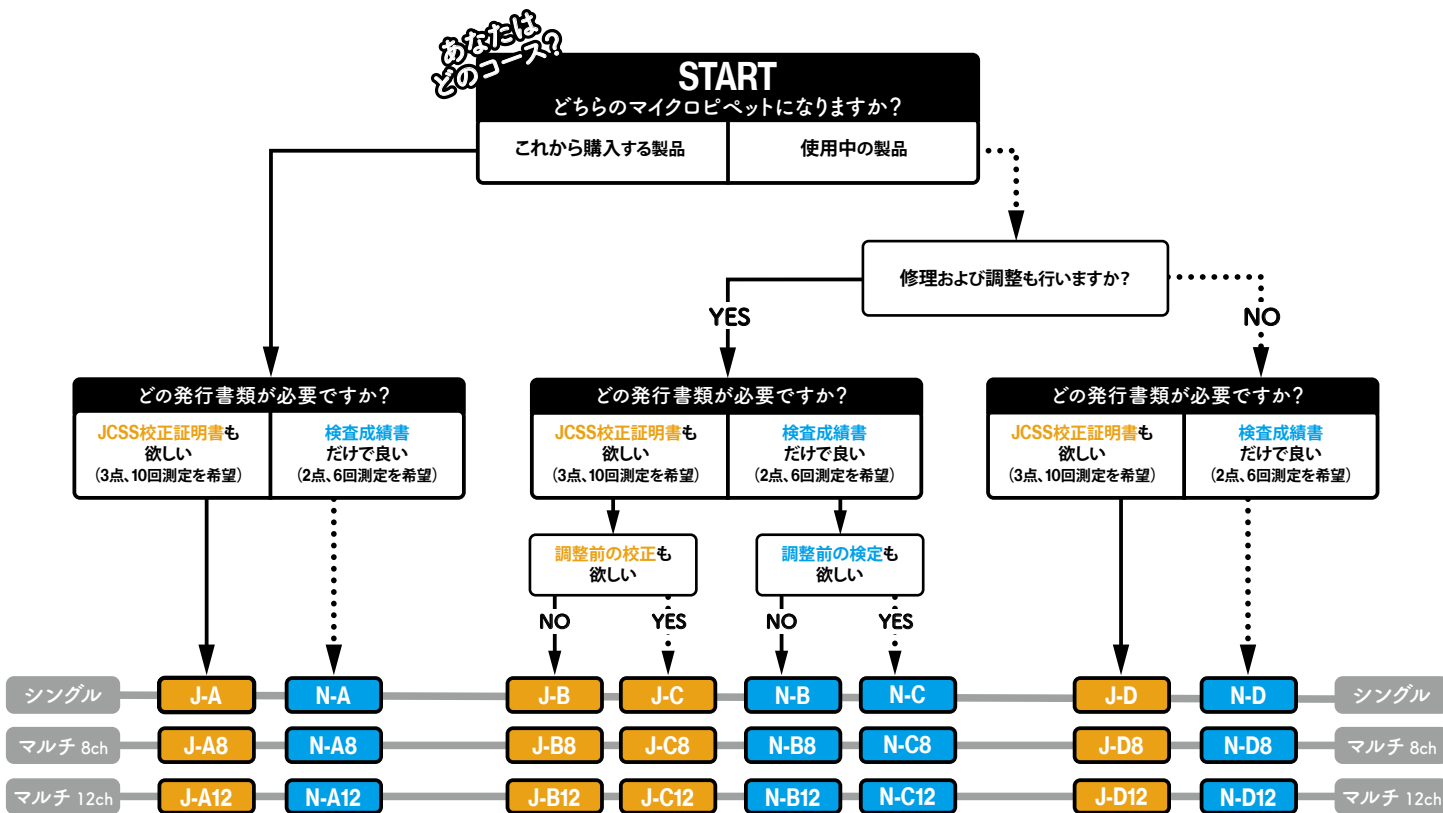 あなたは
どのコース?
START
どちらのマイクロピペットになりますか?
これから購入する製品
使用中の製品
修理および調整も行いますか?
YES
NO
どの発行書類が必要ですか?
JCSS校正証明書も
欲しい
(3点、10回測定を希望)
検査成績書
だけで良い
(2点、6回測定を希望)
どの発行書類が必要ですか?
JCSS校正証明書も
欲しい
(3点、10回測定を希望)
検査成績書
だけで良い
(2点、6回測定を希望)
どの発行書類が必要ですか?
JCSS校正証明書も
欲しい
(3点、10回測定を希望)
検査成績書
だけで良い
(2点、6回測定を希望)
調整前の校正も
欲しい
調整前の検定も
欲しい
NO YES NO YES
シングル J-A N-A J-B J-C N-B N-C J-D N-D シングル
マルチ 8ch J-A8 N-A8 J-B8 J-C8 N-B8 N-C8 J-D8 N-D8 マルチ 8ch
マルチ 12ch J-A12 N-A12 J-B12 J-C12 N-B12 N-C12 J-D12 N-D12 マルチ 12ch